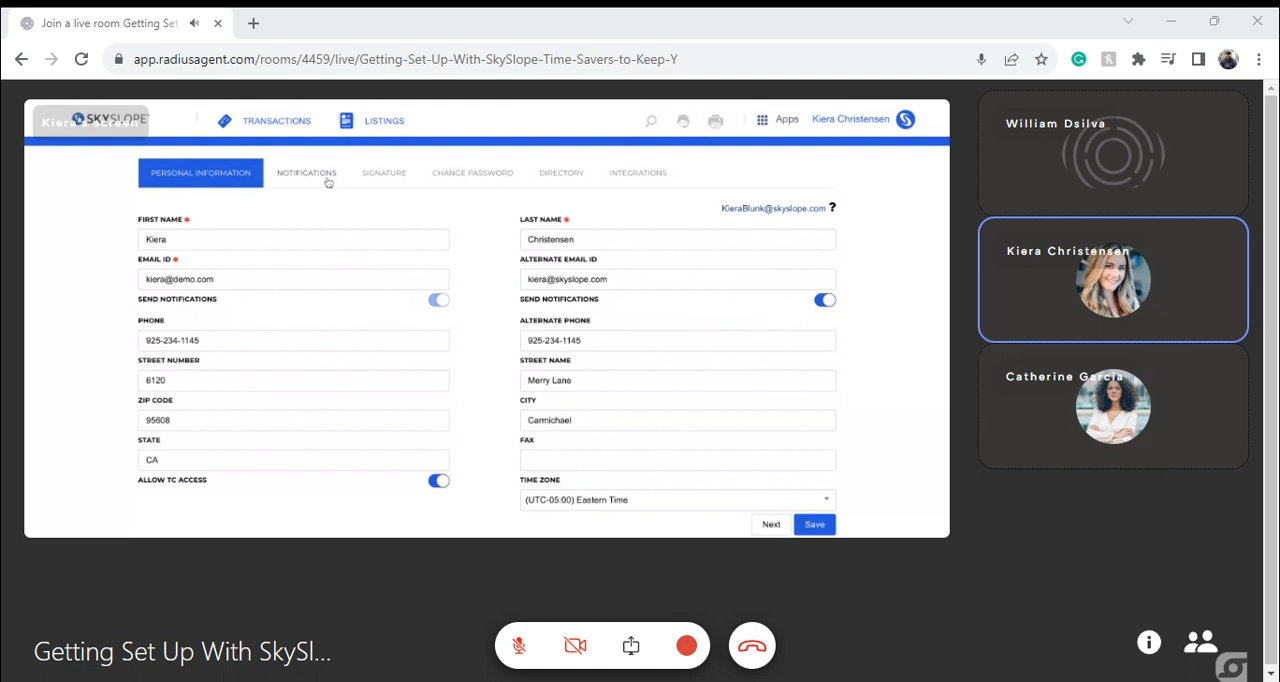 Join a live room Getting Set
app.radiusagent.com/rooms/4459/live/Getting-Set-Up-With-SkySlope-Time-Savers-to-Keep-Y
SKYSLOPE
TRANSACTIONS
LISTINGS
Apps
Kiera Christensen
PERSONAL INFORMATION
NOTIFICATIONS
SIGNATURE
CHANGE PASSWORD
DIRECTORY
INTEGRATIONS
KieraBlunk@skyslope.com ?
FIRST NAME *
Kiera
LAST NAME *
Christensen
EMAIL ID *
kiera@demo.com
ALTERNATE EMAIL ID
kiera@skyslope.com
SEND NOTIFICATIONS
SEND NOTIFICATIONS
PHONE
925-234-1145
ALTERNATE PHONE
925-234-1145
STREET NUMBER
6120
STREET NAME
Merry Lane
ZIP CODE
95608
CITY
Carmichael
STATE
CA
FAX
ALLOW TC ACCESS
TIME ZONE
(UTC-05:00) Eastern Time
Next
Save
William Dsilva
Kiera Christensen
Catherine Garcia
Getting Set Up With SkySl...